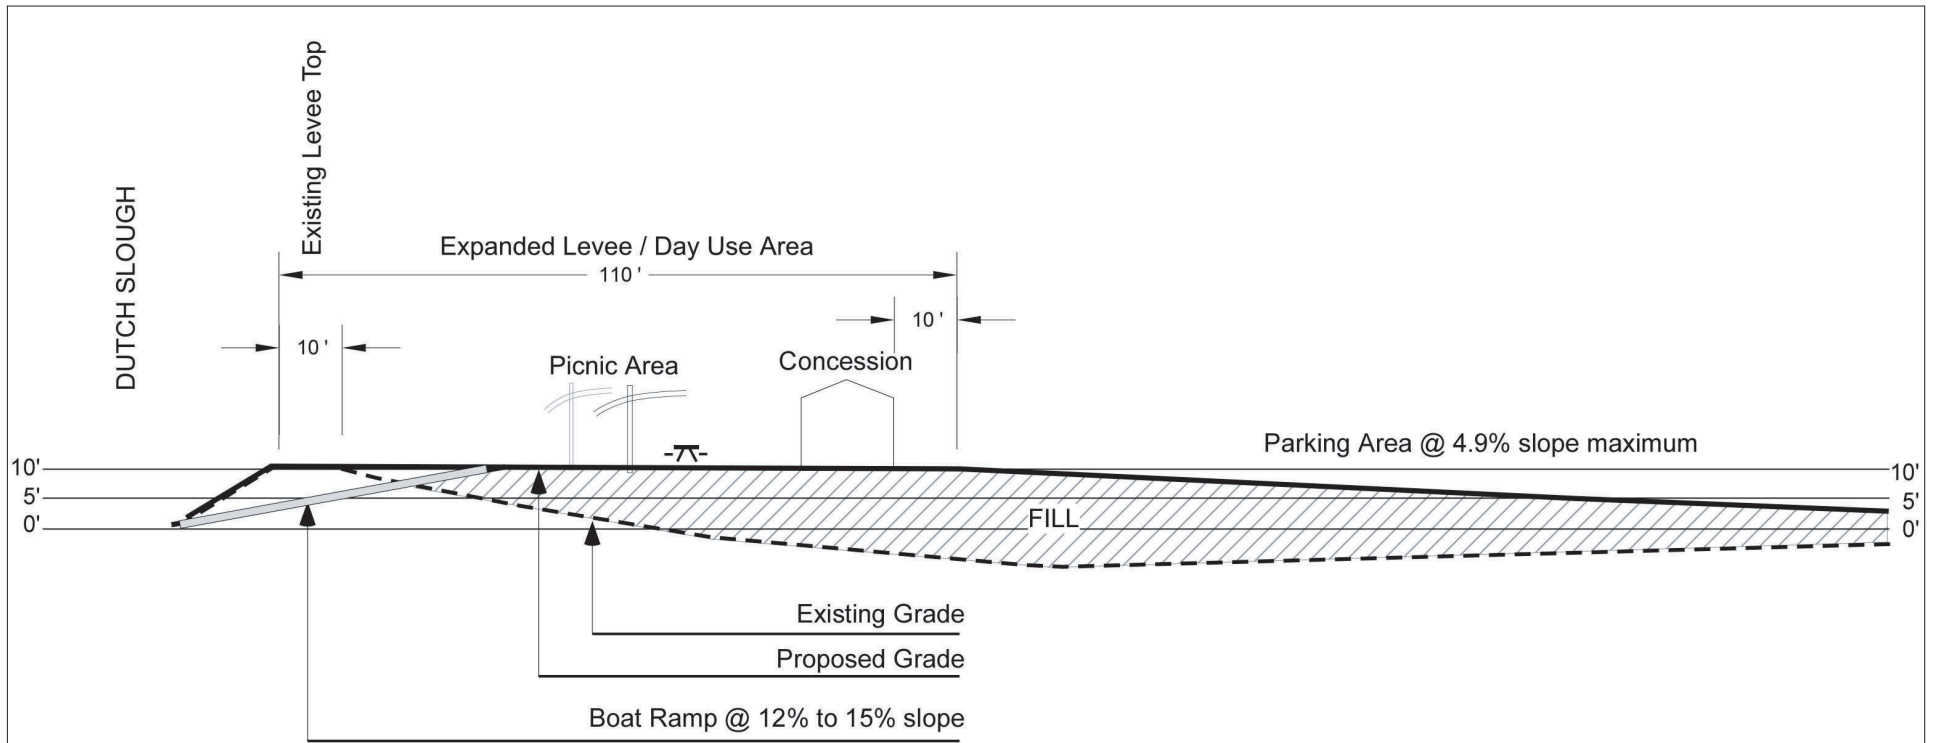 DUTCH SLOUGH
Existing Levee Top
Expanded Levee / Day Use Area
110 '
10 '
10 '
Picnic Area
Concession
Parking Area @ 4.9% slope maximum
10'
10'
5'
5'
0'
0'
FILL
Existing Grade
Proposed Grade
Boat Ramp @ 12% to 15% slope